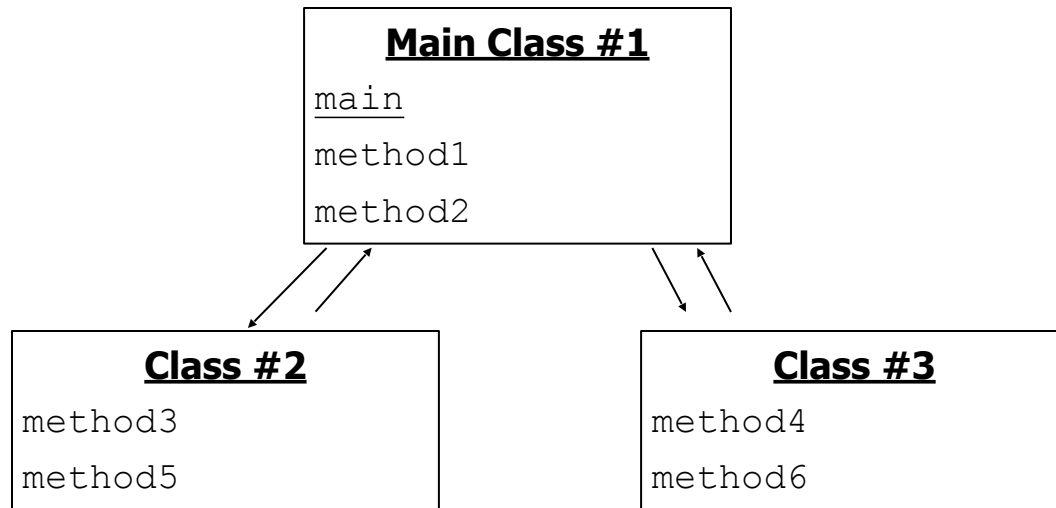 Main Class #1
main
method1
method2
Class #2
method3
method5
Class #3
method4
method6